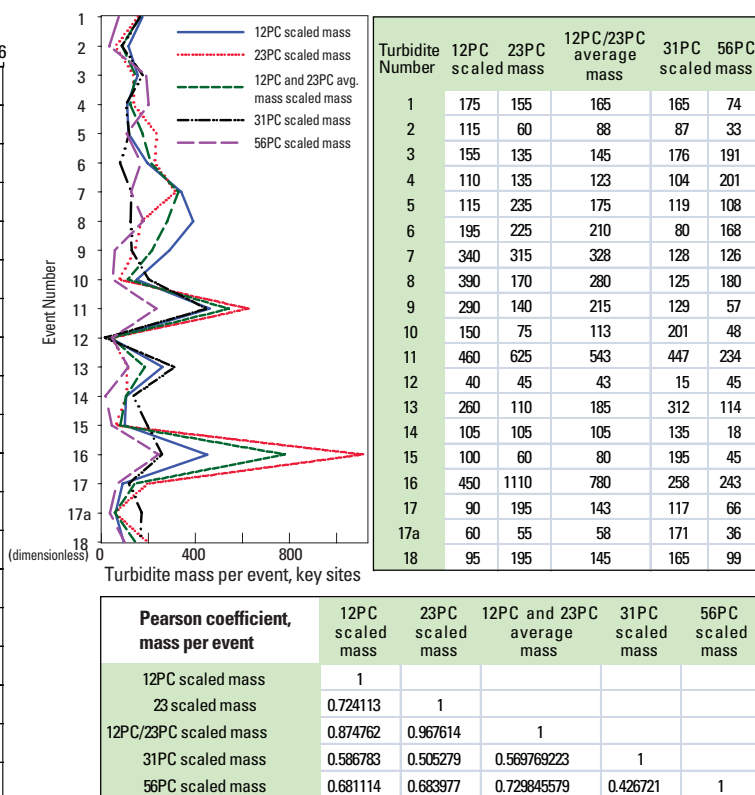 6
1
2
3
4
5
6
7
8
9
10
11
12
13
14
15
16
17
17a
18
Event Number
12PC scaled mass
23PC scaled mass
12PC and 23PC avg.
mass scaled mass
31PC scaled mass
56PC scaled mass
(dimensionless) 0 400 800
Turbidite mass per event, key sites
Turbidite Number 12PC scaled mass 23PC scaled mass 12PC/23PC average mass 31PC scaled mass 56PC scaled mass
1 175 155 165 165 74
2 115 60 88 87 33
3 155 135 145 176 191
4 110 135 123 104 201
5 115 235 175 119 108
6 195 225 210 80 168
7 340 315 328 128 126
8 390 170 280 125 180
9 290 140 215 129 57
10 150 75 113 201 48
11 460 625 543 447 234
12 40 45 43 15 45
13 260 110 185 312 114
14 105 105 105 135 18
15 100 60 80 195 45
16 450 1110 780 258 243
17 90 195 143 117 66
17a 60 55 58 171 36
18 95 195 145 165 99
Pearson coefficient, mass per event 12PC scaled mass 23PC scaled mass 12PC and 23PC average mass 31PC scaled mass 56PC scaled mass
12PC scaled mass 1
23 scaled mass 0.724113 1
12PC/23PC scaled mass 0.874762 0.967614 1
31PC scaled mass 0.586783 0.505279 0.569769223 1
56PC scaled mass 0.681114 0.683977 0.729845579 0.426721 1